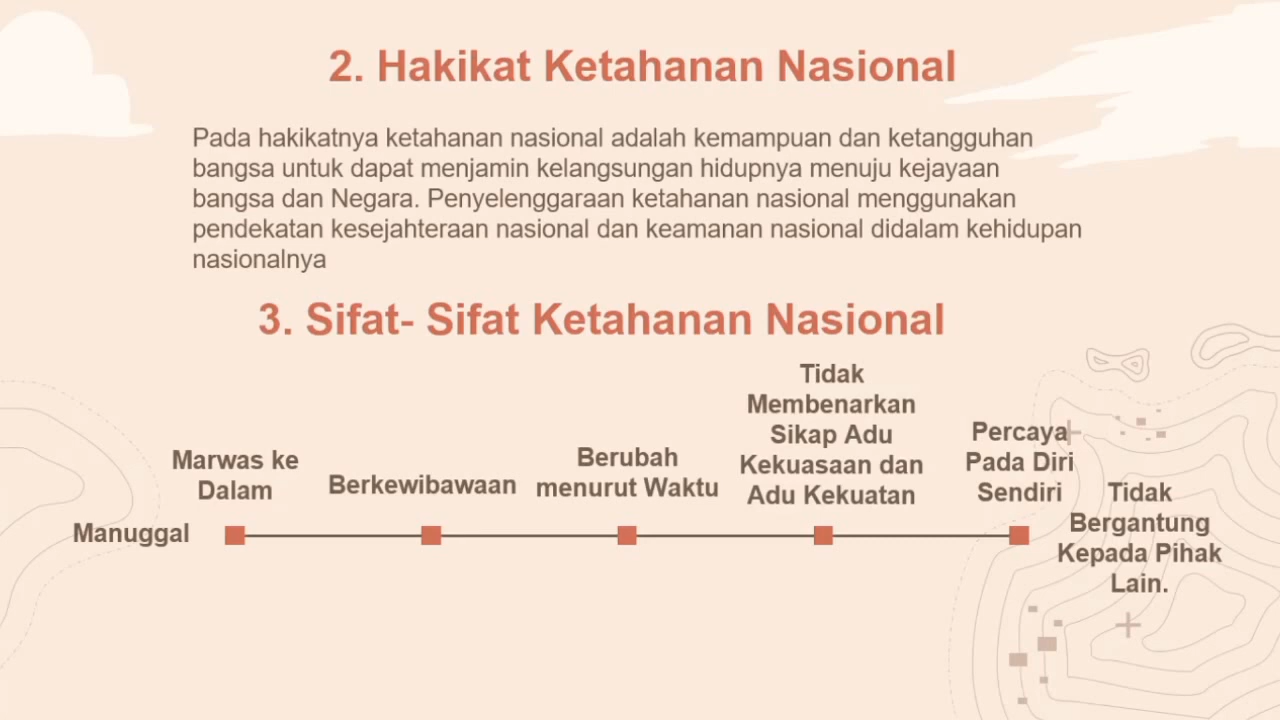 2. Hakikat Ketahanan Nasional
Pada hakikatnya ketahanan nasional adalah kemampuan dan ketangguhan
bangsa untuk dapat menjamin kelangsungan hidupnya menuju kejayaan
bangsa dan Negara. Penyelenggaraan ketahanan nasional menggunakan
pendekatan kesejahteraan nasional dan keamanan nasional didalam kehidupan
nasionalnya
3. Sifat- Sifat Ketahanan Nasional
Manuggal
Marwas ke
Dalam
Berkewibawaan
Berubah
menurut Waktu
Tidak
Membenarkan
Sikap Adu
Kekuasaan dan
Adu Kekuatan
Percaya
Pada Diri
Sendiri
Tidak
Bergantung
Kepada Pihak
Lain.